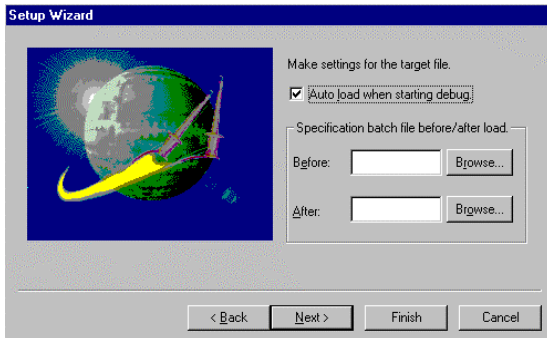 Setup Wizard
Make settings for the target file.
Auto load when starting debug.
Specification batch file before/after load.
Before:
Browse...
After:
Browse...
< Back
Next >
Finish
Cancel